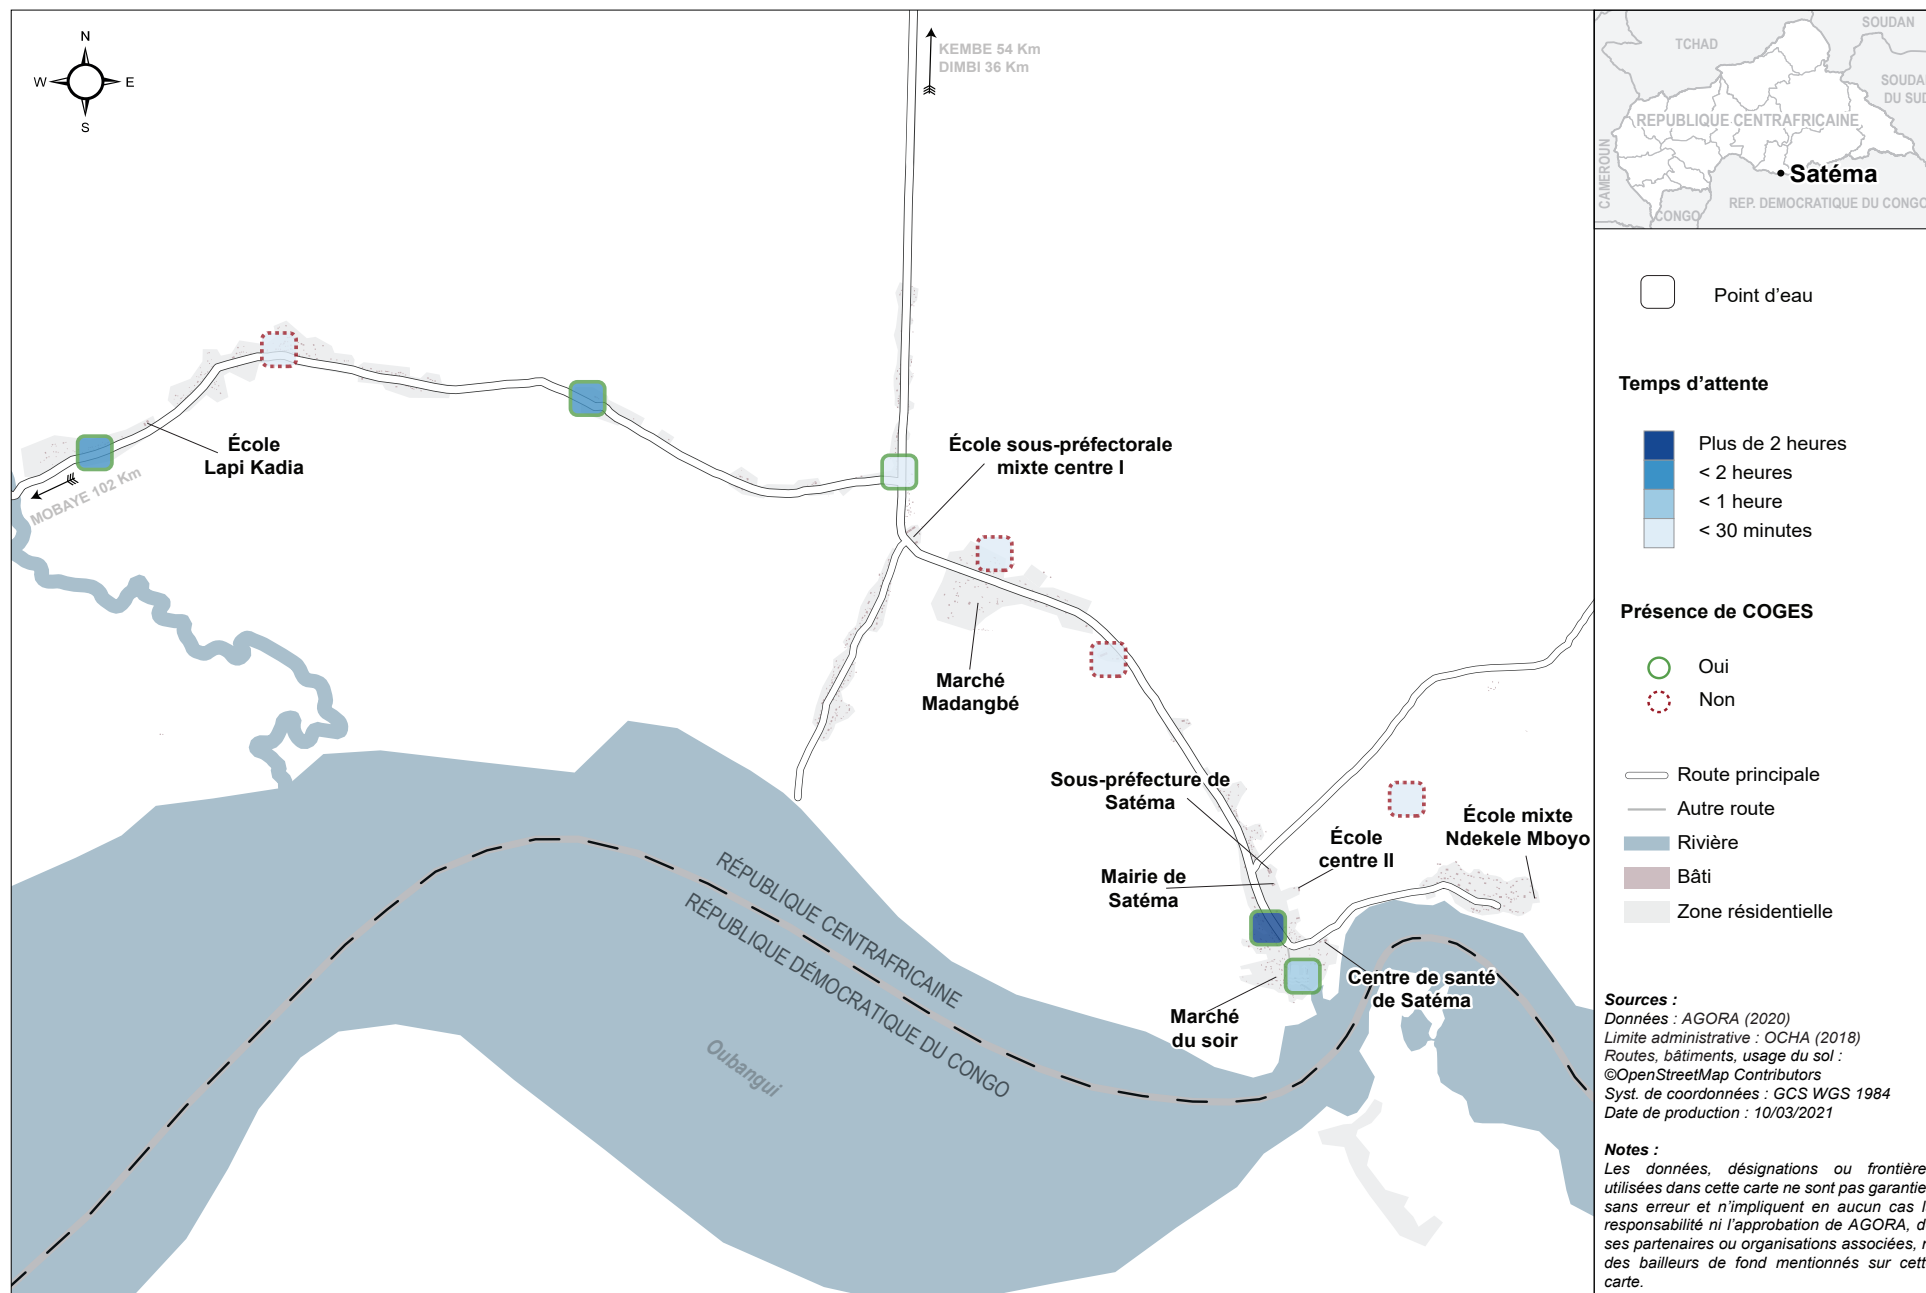 N
W
E
S
KEMBE 54 Km
DIMBI 36 Km
École
Lapi Kadia
MOBAYE 102 Km
École sous-préfectorale
mixte centre I
Marché
Madangbé
Sous-préfecture de
Satéma
École
centre II
École mixte
Ndekele Mboyo
Mairie de
Satéma
Centre de santé
de Satéma
Marché
du soir
RÉPUBLIQUE CENTRAFRICAINE
RÉPUBLIQUE DÉMOCRATIQUE DU CONGO
Oubangui
SOUDAN
TCHAD
SOUDA
DU SUD
REPUBLIQUE CENTRAFRICAINE
CAMEROUN
Satéma
CONGO
REP. DEMOCRATIQUE DU CONGO
Point d'eau
Temps d'attente
Plus de 2 heures
< 2 heures
< 1 heure
< 30 minutes
Présence de COGES
Oui
Non
Route principale
Autre route
Rivière
Bâti
Zone résidentielle
Sources :
Données : AGORA (2020)
Limite administrative : OCHA (2018)
Routes, bâtiments, usage du sol :
©OpenStreetMap Contributors
Syst. de coordonnées : GCS WGS 1984
Date de production : 10/03/2021
Notes :
Les données, désignations ou frontière
utilisées dans cette carte ne sont pas garantie
sans erreur et n'impliquent en aucun cas l
responsabilité ni l'approbation de AGORA, d
ses partenaires ou organisations associées, n
des bailleurs de fond mentionnés sur cett
carte.